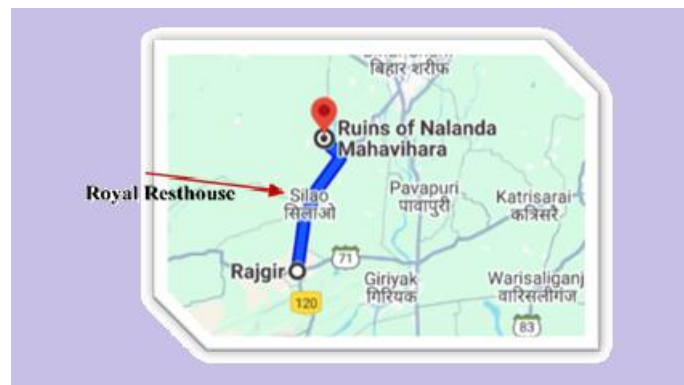 बिहार शरीफ़
Ruins of Nalanda
Mahavihara
Royal Resthouse
Silao
सिलाओ
Pavapuri
पावापुरी
Katrisarai
कत्रिसरै
Rajgir
71
Giriyak
गिरियक
Warisaliganj
वारिसलीगंज
120
83